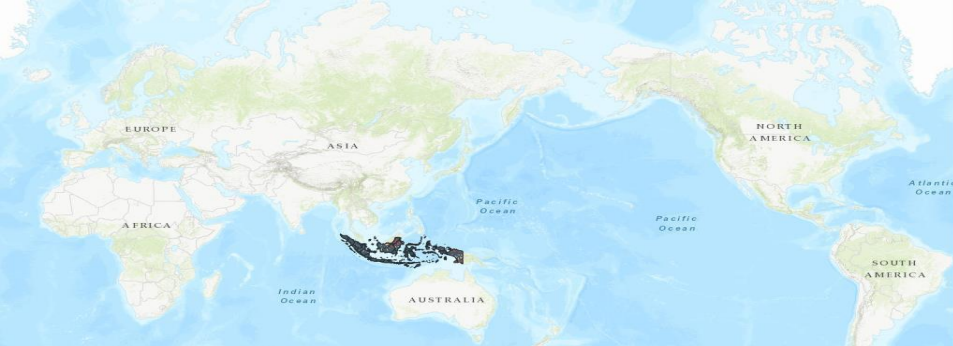 EUROPE
ASIA
NORTH
AMERICA
Atlantic
Ocean
Pacific
Ocean
Pacific
Ocean
AFRICA
SOUTH
AMERICA
Indian
Ocean
AUSTRALIA